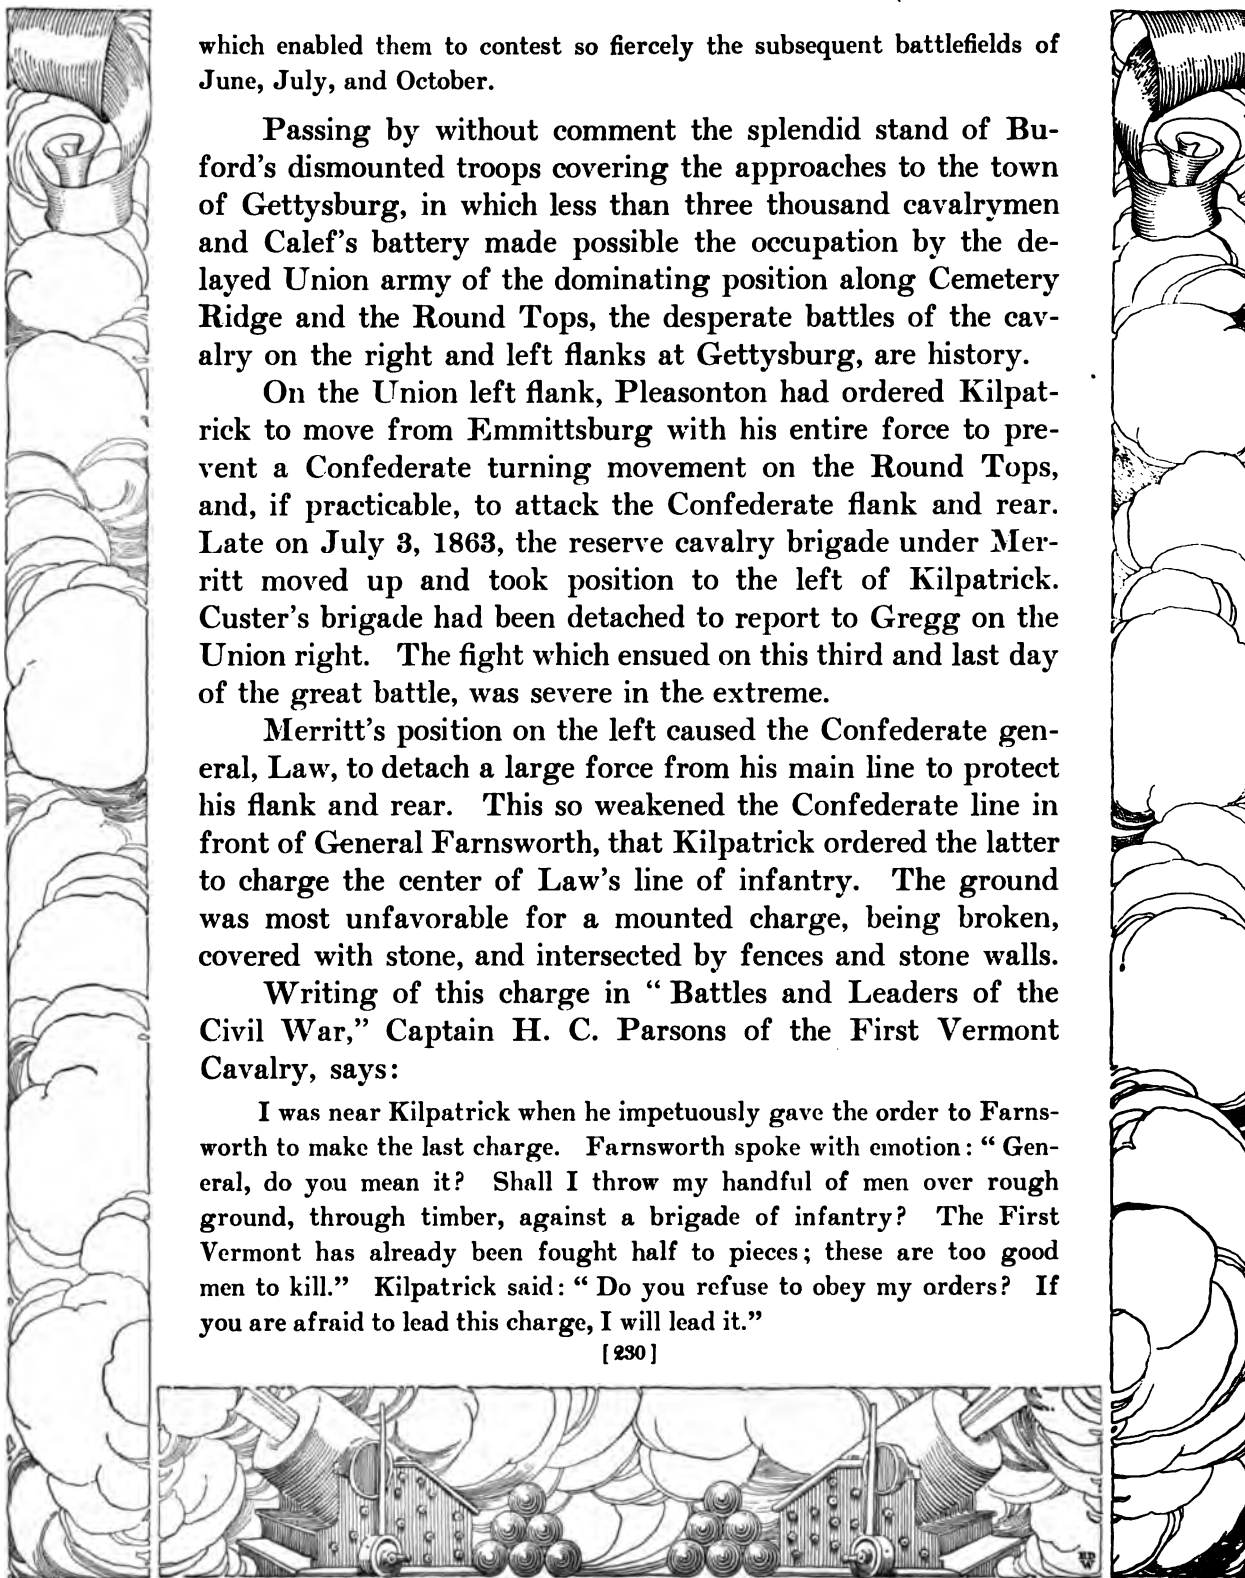 which enabled them to contest so fiercely the subsequent battlefields of
June, July, and October.
Passing by without comment the splendid stand of Bu-
ford's dismounted troops covering the approaches to the town
of Gettysburg, in which less than three thousand cavalrymen
and Calef's battery made possible the occupation by the de-
layed Union army of the dominating position along Cemetery
Ridge and the Round Tops, the desperate battles of the cav-
alry on the right and left flanks at Gettysburg, are history.
On the Union left flank, Pleasonton had ordered Kilpat-
rick to move from Emmittsburg with his entire force to pre-
vent a Confederate turning movement on the Round Tops,
and, if practicable, to attack the Confederate flank and rear.
Late on July 3, 1863, the reserve cavalry brigade under Mer-
ritt moved up and took position to the left of Kilpatrick.
Custer's brigade had been detached to report to Gregg on the
Union right. The fight which ensued on this third and last day
of the great battle, was severe in the extreme.
Merritt's position on the left caused the Confederate gen-
eral, Law, to detach a large force from his main line to protect
his flank and rear. This so weakened the Confederate line in
front of General Farnsworth, that Kilpatrick ordered the latter
to charge the center of Law's line of infantry. The ground
was most unfavorable for a mounted charge, being broken,
covered with stone, and intersected by fences and stone walls.
Writing of this charge in “ Battles and Leaders of the
Civil War,” Captain H. C. Parsons of the First Vermont
Cavalry, says:
I was near Kilpatrick when he impetuously gave the order to Farns-
worth to make the last charge. Farnsworth spoke with emotion: “ Gen-
eral, do you mean it? Shall I throw my handful of men over rough
ground, through timber, against a brigade of infantry? The First
Vermont has already been fought half to pieces; these are too good
men to kill.” Kilpatrick said: “ Do you refuse to obey my orders? If
you are afraid to lead this charge, I will lead it.”
[ 230 ]